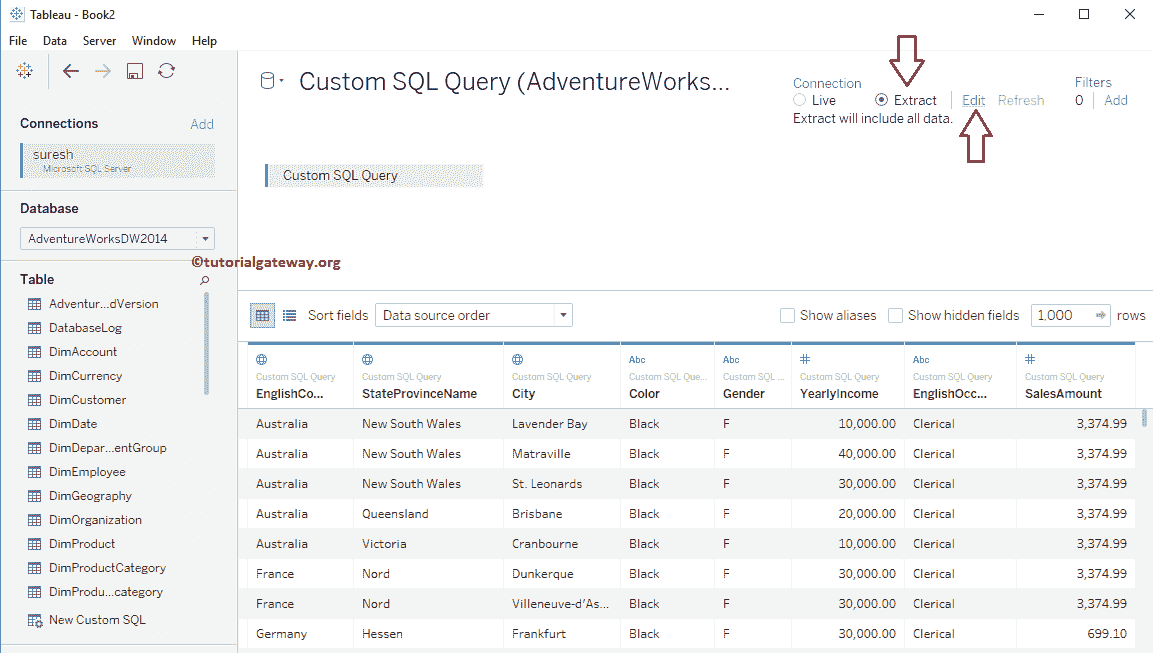 Tableau - Book2
File Data Server Window Help
Custom SQL Query (AdventureWorks...
Connection
Live Extract Edit Refresh
Extract will include all data.
Filters
0 Add
Connections Add
suresh
Microsoft SQL Server
Custom SQL Query
Database
AdventureWorksDW2014
©tutorialgateway.org
Table
Adventur...dVersion
DatabaseLog
DimAccount
DimCurrency
DimCustomer
DimDate
DimDepar...entGroup
DimEmployee
DimGeography
DimOrganization
DimProduct
DimProductCategory
DimProdu...category
New Custom SQL
Sort fields Data source order Show aliases Show hidden fields 1,000 rows
Abc Abc # Abc #
Custom SQL Query Custom SQL Query Custom SQL Query Custom SQL Que... Custom SQL ... Custom SQL Query Custom SQL Query Custom SQL Query
EnglishCo... StateProvinceName City Color Gender YearlyIncome EnglishOcc... SalesAmount
Australia New South Wales Lavender Bay Black F 10,000.00 Clerical 3,374.99
Australia New South Wales Matraville Black F 40,000.00 Clerical 3,374.99
Australia New South Wales St. Leonards Black F 30,000.00 Clerical 3,374.99
Australia Queensland Brisbane Black F 20,000.00 Clerical 3,374.99
Australia Victoria Cranbourne Black F 10,000.00 Clerical 3,374.99
France Nord Dunkerque Black F 30,000.00 Clerical 3,374.99
France Nord Villeneuve-d'As... Black F 30,000.00 Clerical 3,374.99
Germany Hessen Frankfurt Black F 30,000.00 Clerical 699.10